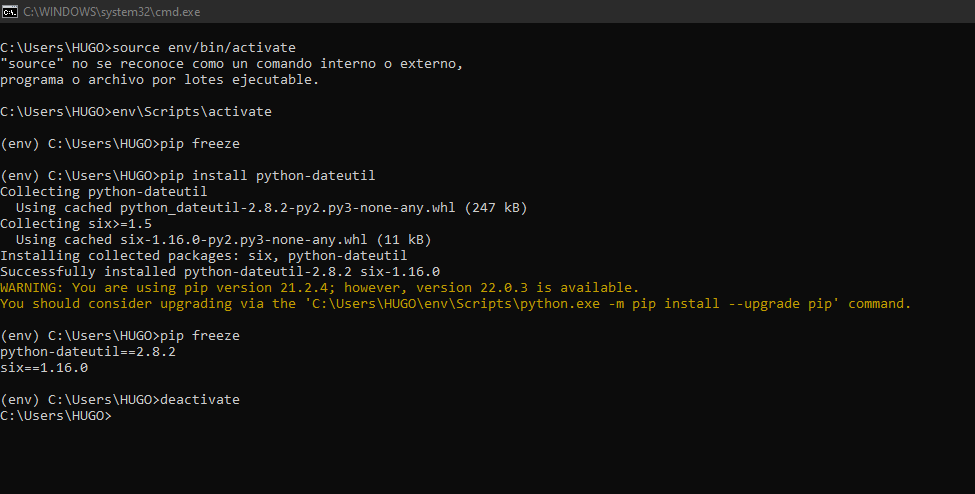 C:\WINDOWS\system32\cmd.exe
C:\Users\HUGO>source env/bin/activate
"source" no se reconoce como un comando interno o externo,
programa o archivo por lotes ejecutable.
C:\Users\HUGO>env\Scripts\activate
(env) C:\Users\HUGO>pip freeze
(env) C:\Users\HUGO>pip install python-dateutil
Collecting python-dateutil
  Using cached python_dateutil-2.8.2-py2.py3-none-any.whl (247 kB)
Collecting six>=1.5
  Using cached six-1.16.0-py2.py3-none-any.whl (11 kB)
Installing collected packages: six, python-dateutil
Successfully installed python-dateutil-2.8.2 six-1.16.0
WARNING: You are using pip version 21.2.4; however, version 22.0.3 is available.
You should consider upgrading via the 'C:\Users\HUGO\env\Scripts\python.exe -m pip install --upgrade pip' command.
(env) C:\Users\HUGO>pip freeze
python-dateutil==2.8.2
six==1.16.0
(env) C:\Users\HUGO>deactivate
C:\Users\HUGO>